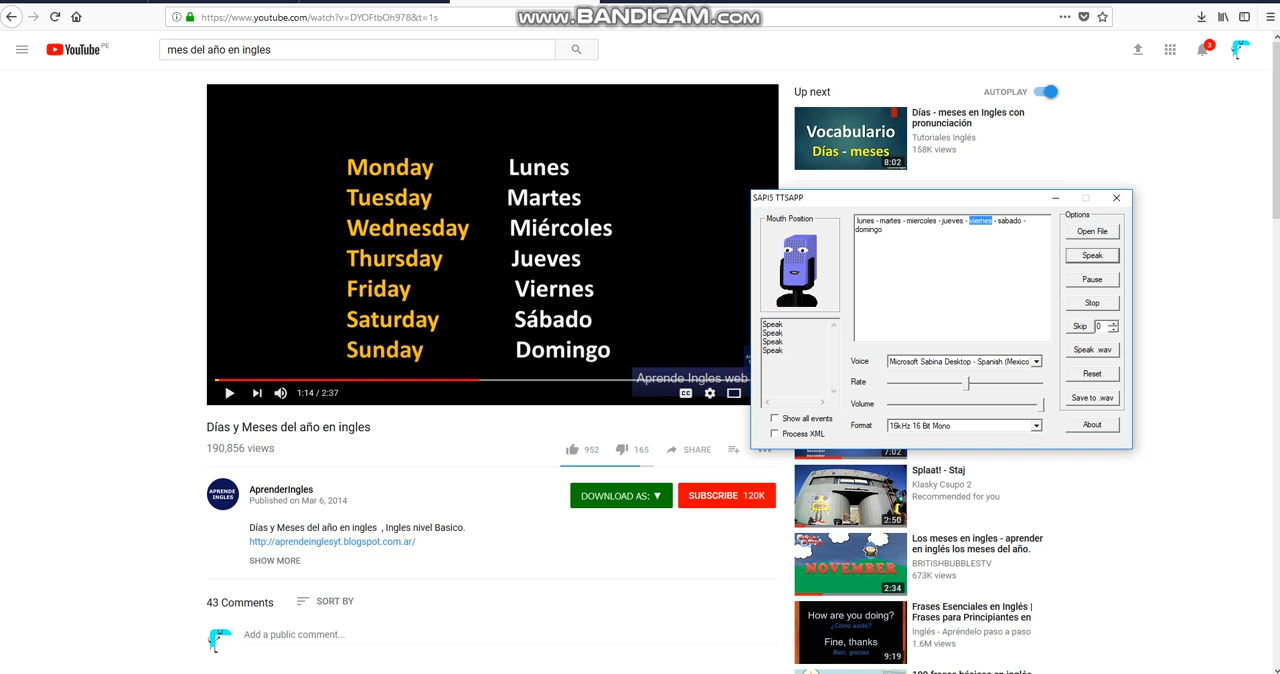 https://www.youtube.com/watch?v=DYOFtbOh978&t=1s
www.BANDICAM.com
YouTube PE
mes del año en ingles
3
Monday Lunes
Tuesday Martes
Wednesday Miércoles
Thursday Jueves
Friday Viernes
Saturday Sábado
Sunday Domingo
Aprende Ingles web
1:14 / 2:37
CC
Días y Meses del año en ingles
190,856 views
952
165
SHARE
APRENDE
INGLES
AprenderIngles
Published on Mar 6, 2014
DOWNLOAD AS: ▼
SUBSCRIBE 120K
Días y Meses del año en ingles , Ingles nivel Basico.
http://aprendeinglesyt.blogspot.com.ar/
SHOW MORE
43 Comments
SORT BY
Add a public comment...
Up next
AUTOPLAY
Vocabulario
Días - meses
8:02
Días - meses en Ingles con
pronunciación
Tutoriales Inglés
158K views
SAPI5 TTSAPP
Mouth Position
lunes - martes - miercoles - jueves - viernes - sabado -
domingo
Options
Open File
Speak
Pause
Stop
Skip 0
Speak .wav
Reset
Save to .wav
About
Speak
Speak
Speak
Speak
Voice
Microsoft Sabina Desktop - Spanish (Mexico
Rate
Volume
Format
16kHz 16 Bit Mono
Show all events
Process XML
7:02
Splaat! - Staj
Klasky Csupo 2
Recommended for you
2:50
NOVEMBER
2:34
Los meses en ingles - aprender
en inglés los meses del año.
BRITISHBUBBLESTV
673K views
How are you doing?
¿Cómo estás?
Fine, thanks
Bien, gracias
9:19
Frases Esenciales en Inglés |
Frases para Principiantes en
Inglés - Apréndelo paso a paso
1.6M views